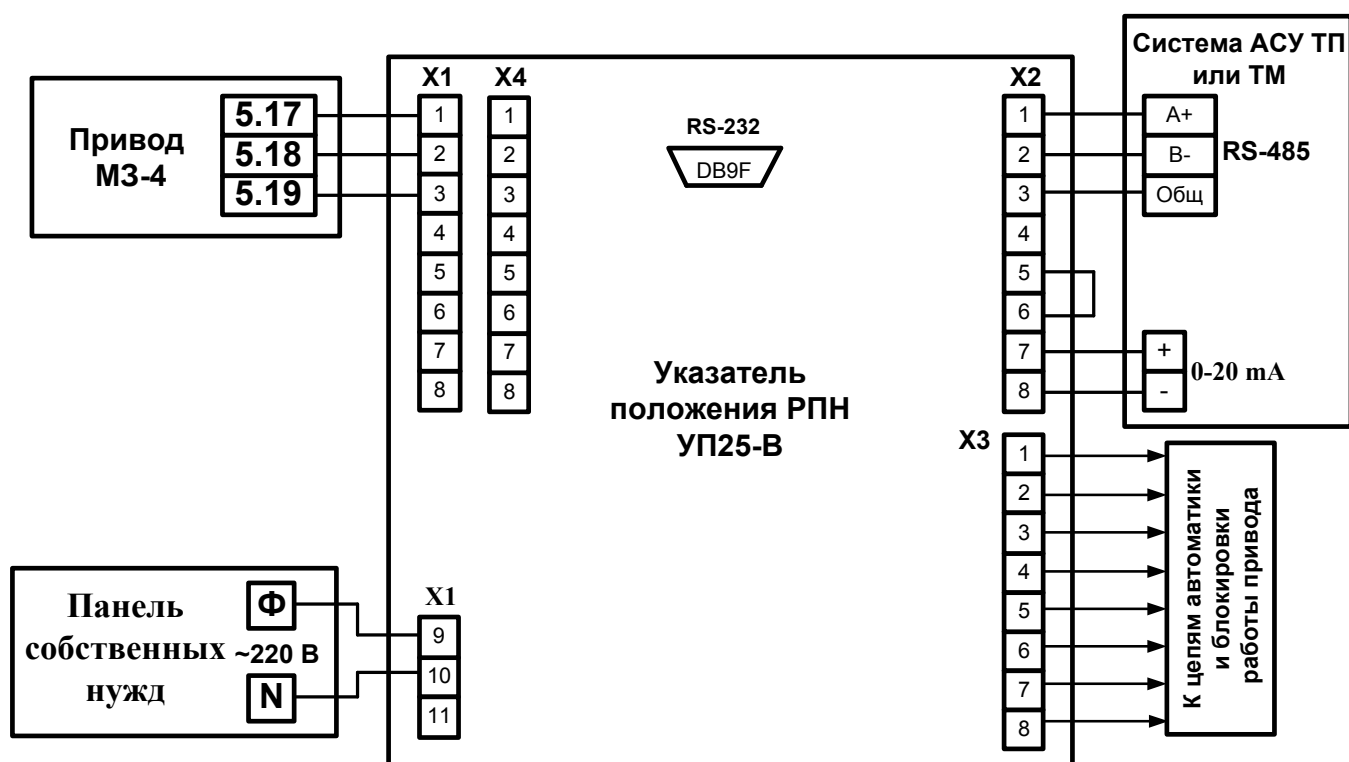 Система АСУ ТП
или ТМ
X1
X4
X2
Привод
МЗ-4
5.17
5.18
5.19
1
2
3
4
5
6
7
8
1
2
3
4
5
6
7
8
RS-232
DB9F
1
2
3
4
5
6
7
8
A+
B-
Общ
RS-485
+
-
0-20 mA
Указатель
положения РПН
УП25-В
X3
1
2
3
4
5
6
7
8
К цепям автоматики
и блокировки
работы привода
Панель
собственных
нужд
Ф
~220 В
N
X1
9
10
11